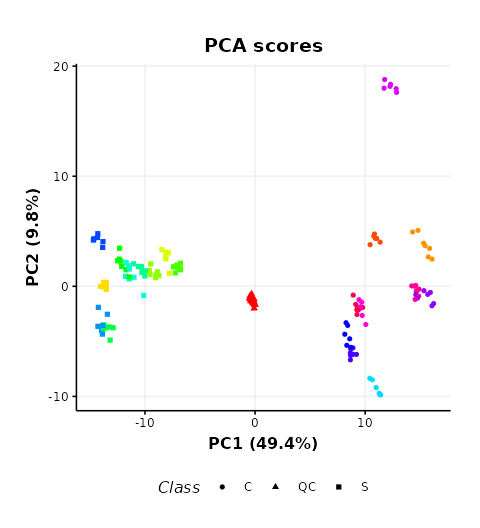 PCA scores
20
10
0
-10
PC2 (9.8%)
-10 0 10
PC1 (49.4%)
Class C QC S